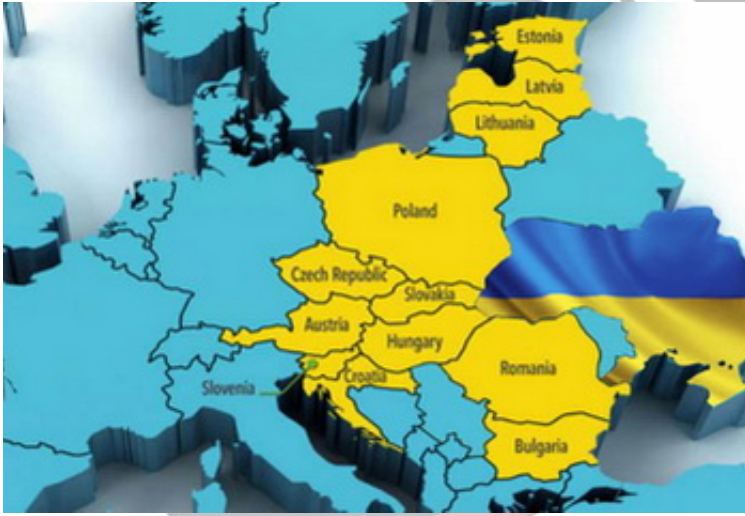 Estonia
Latvia
Lithuania
Poland
Czech Republic
Slovakia
Austria
Hungary
Romania
Slovenia
Croatia
Bulgaria